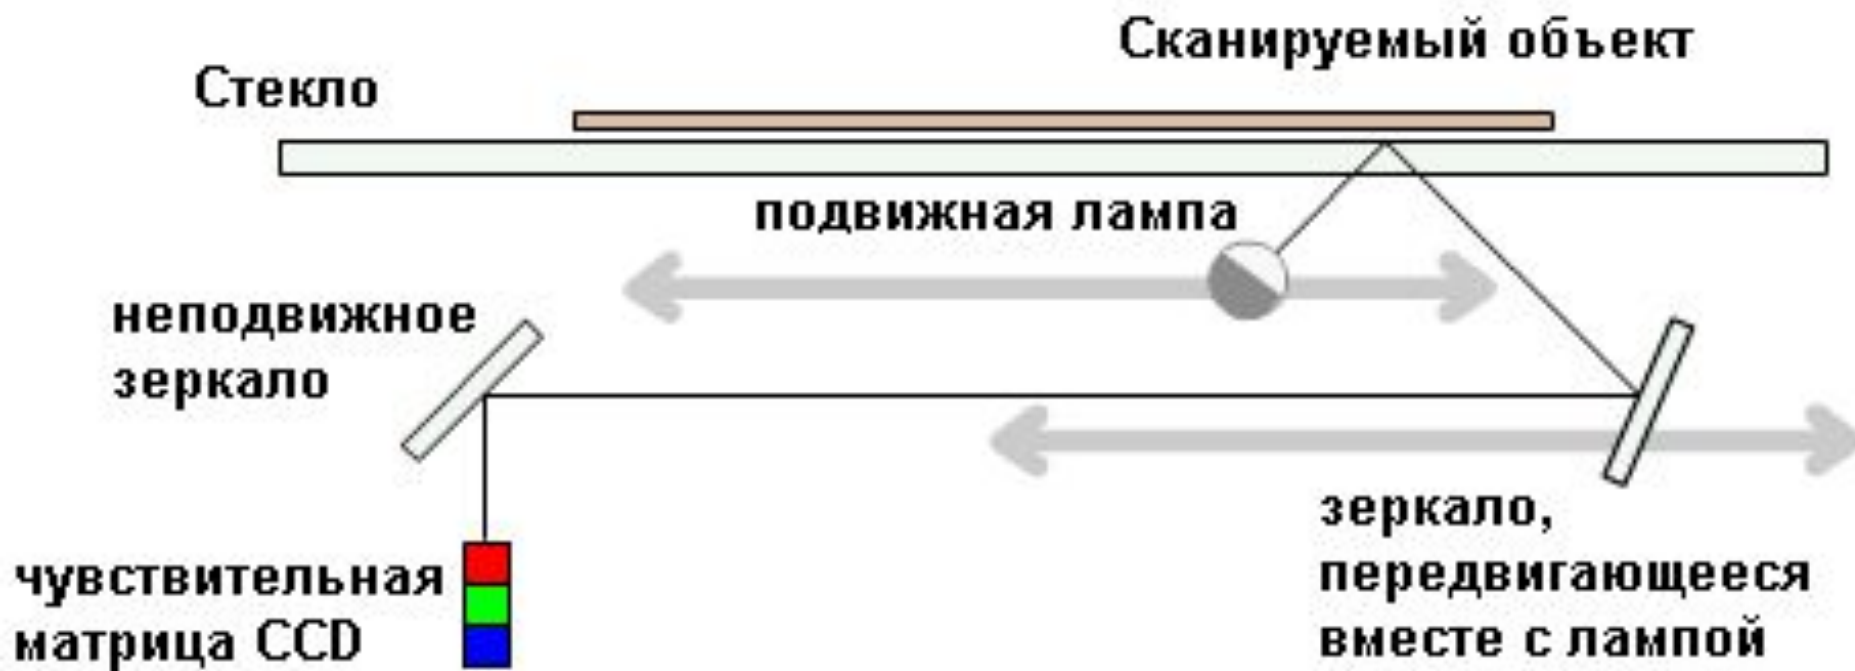 Сканируемый объект
Стекло
подвижная лампа
неподвижное
зеркало
зеркало,
передвигающееся
вместе с лампой
чувствительная
матрица CCD